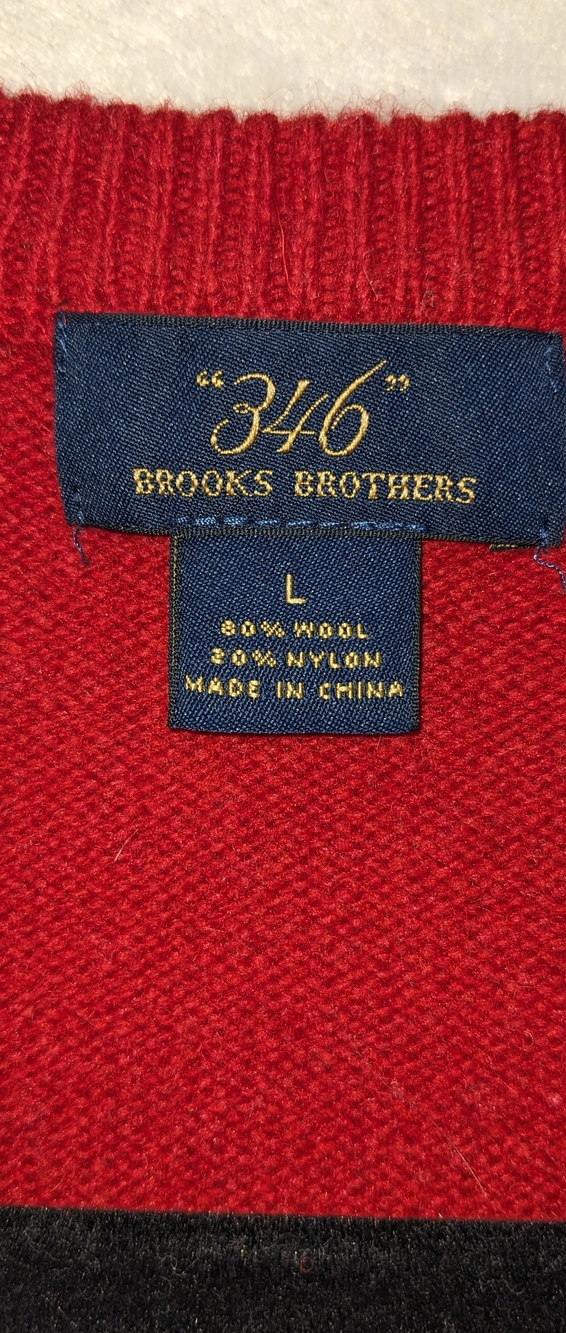 “346”
BROOKS BROTHERS
L
80% WOOL
20% NYLON
MADE IN CHINA